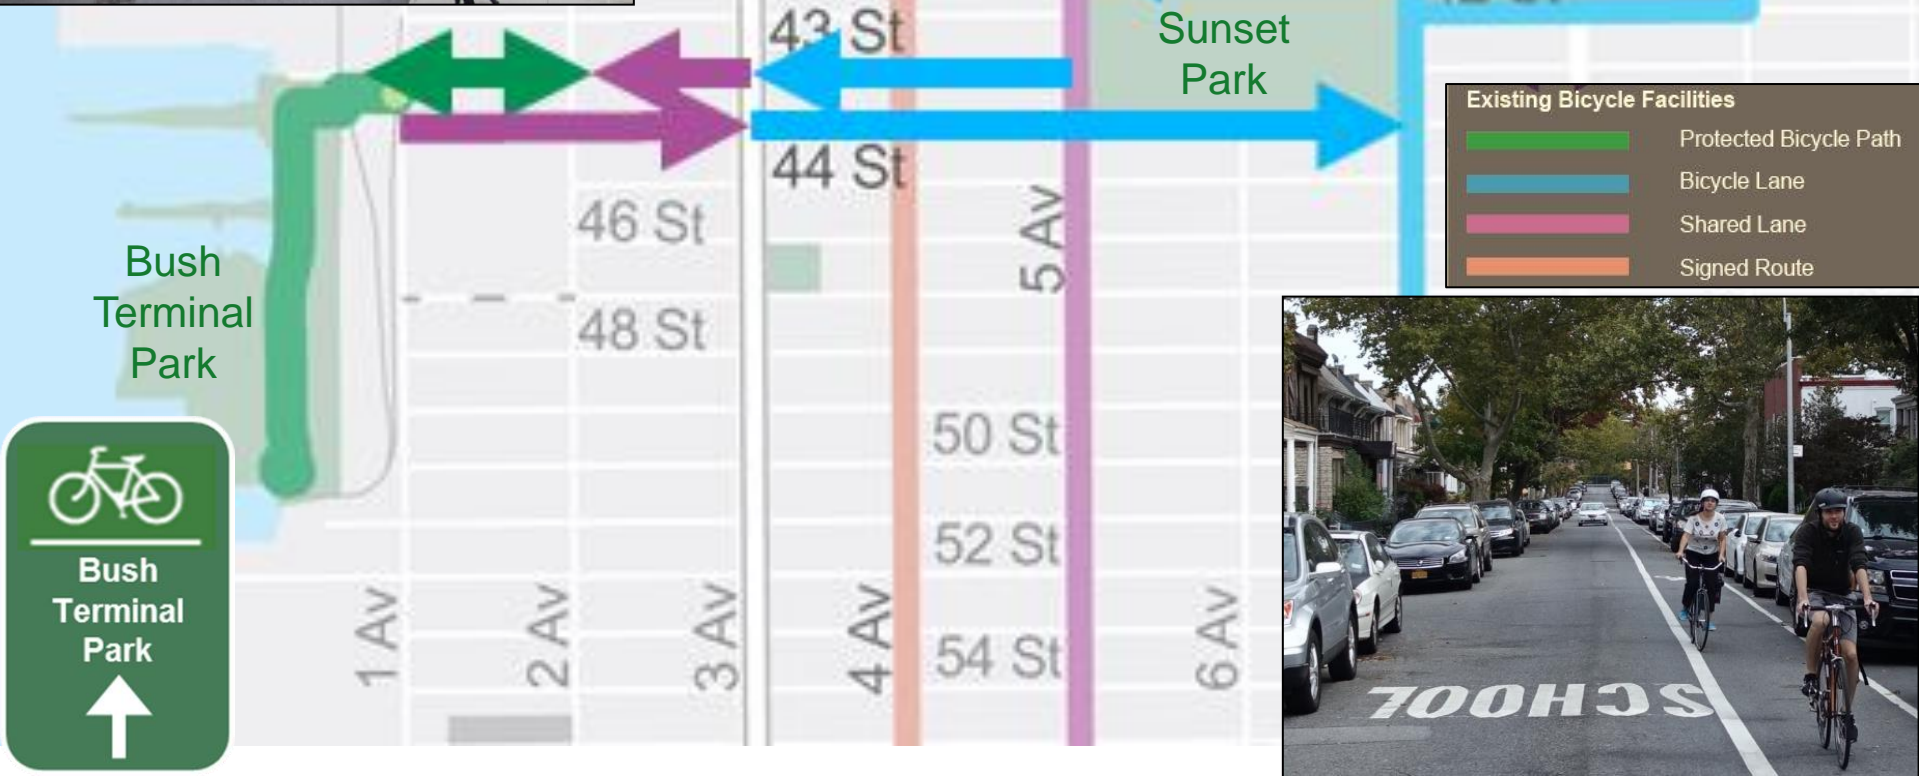 43 St
Sunset
Park
44 St
46 St
48 St
5 Av
Bush
Terminal
Park
50 St
52 St
54 St
1 Av
2 Av
3 Av
4 Av
6 Av
Existing Bicycle Facilities
Protected Bicycle Path
Bicycle Lane
Shared Lane
Signed Route
Bush
Terminal
Park
SCHOOL